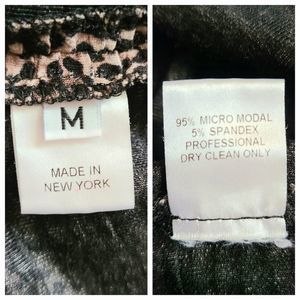 M
MADE IN
NEW YORK
95% MICRO MODAL
5% SPANDEX
PROFESSIONAL
DRY CLEAN ONLY